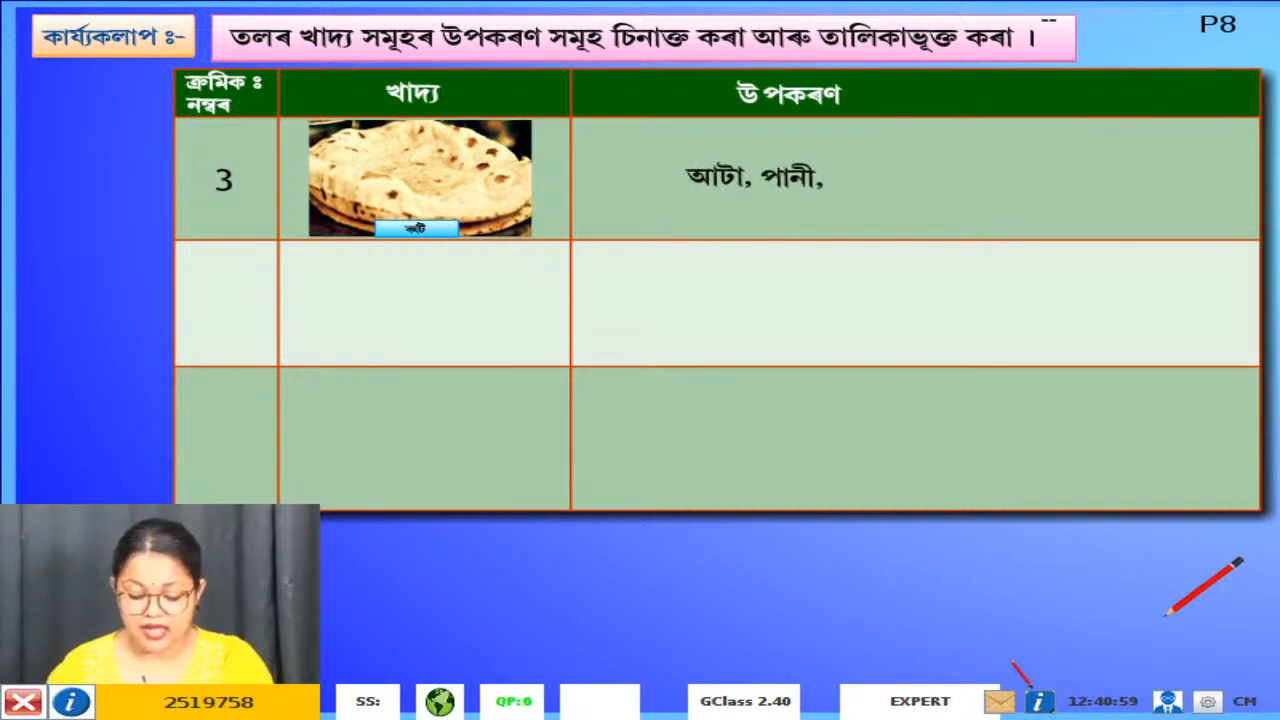 কাৰ্য্যকলাপ ঃ-
তলৰ খাদ্য সমূহৰ উপকৰণ সমূহ চিনাক্ত কৰা আৰু তালিকাভূক্ত কৰা ।
P8
ক্ৰমিক ঃ নম্বৰ
খাদ্য
উপকৰণ
3
আটা, পানী,
ৰুটি
2519758
SS:
QP:0
GClass 2.40
EXPERT
12:40:59
CM